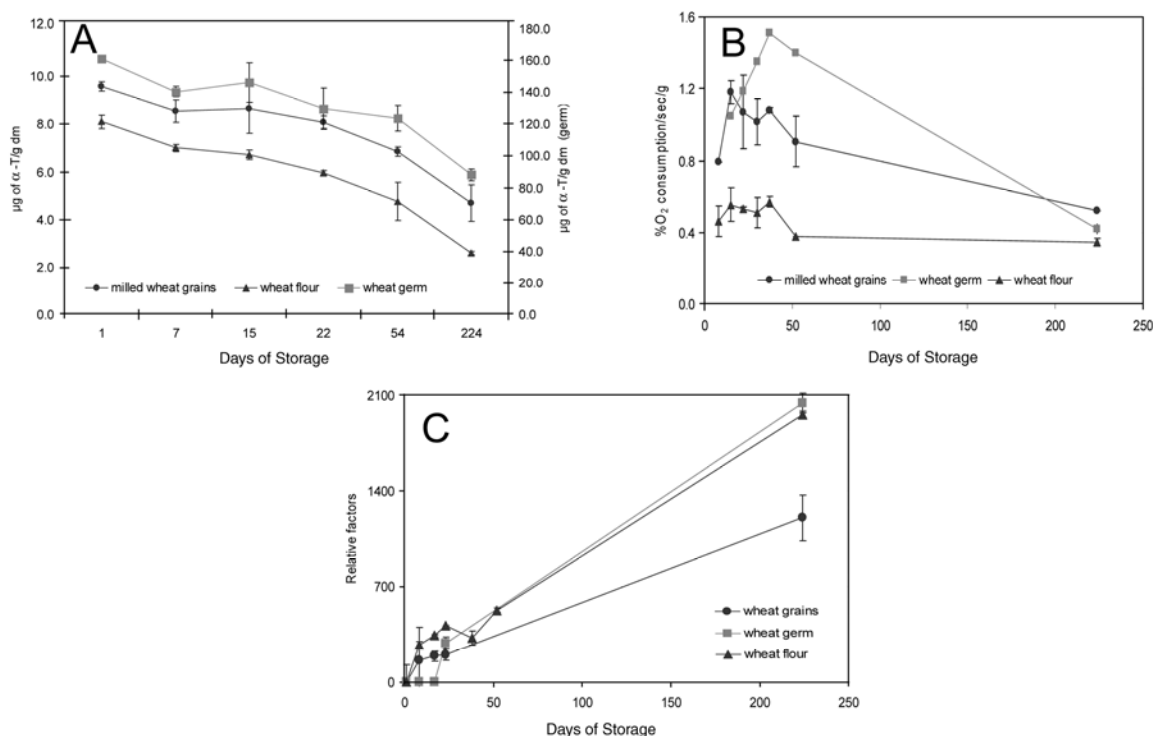 A
12.0
10.0
8.0
6.0
4.0
2.0
0.0
µg of α -T/g dm
180.0
160.0
140.0
120.0
100.0
80.0
60.0
40.0
20.0
0.0
µg of α -T/g dm (germ)
milled wheat grains wheat flour wheat germ
1 7 15 22 54 224
Days of Storage
B
1.6
1.2
0.8
0.4
0.0
%O₂ consumption/sec/g
milled wheat grains wheat germ wheat flour
0 50 100 150 200 250
Days of Storage
C
2100
1400
700
0
Relative factors
wheat grains
wheat germ
wheat flour
0 50 100 150 200 250
Days of Storage